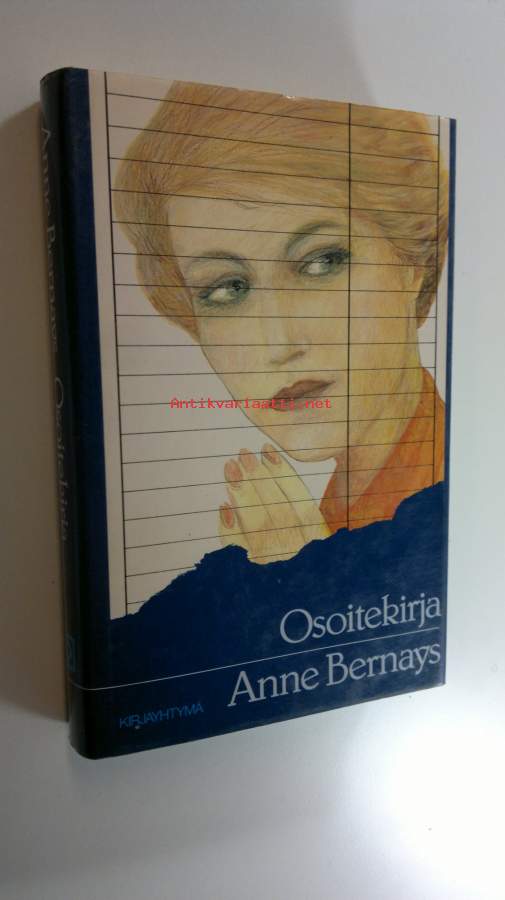 Anne Bernays Osoitekirja
Antikvariaatti.net
Osoitekirja
Anne Bernays
KIRJAYHTYMÄ